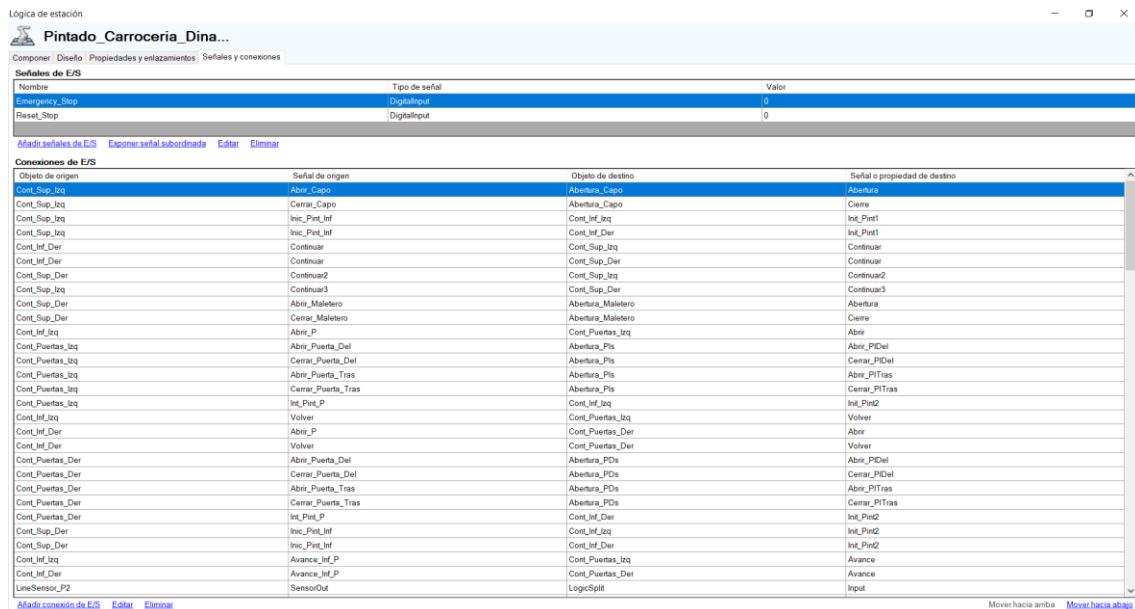 Lógica de estación
Pintado_Carroceria_Dina...
Componer Diseño Propiedades y enlazamientos Señales y conexiones
Señales de E/S
Nombre Tipo de señal Valor
Emergency_Stop DigitalInput 0
Reset_Stop DigitalInput 0
Añadir señales de E/S Exponer señal subordinada Editar Eliminar
Conexiones de E/S
Objeto de origen Señal de origen Objeto de destino Señal o propiedad de destino
Cont_Sup_Izq Abrir_Capo Abertura_Capo Abertura
Cont_Sup_Izq Cerrar_Capo Abertura_Capo Cierre
Cont_Sup_Izq Inic_Pint_Inf Cont_Inf_Izq Init_Pint1
Cont_Sup_Izq Inic_Pint_Inf Cont_Inf_Der Init_Pint1
Cont_Inf_Der Continuar Cont_Sup_Izq Continuar
Cont_Inf_Der Continuar Cont_Sup_Der Continuar
Cont_Sup_Der Continuar2 Cont_Sup_Izq Continuar2
Cont_Sup_Izq Continuar3 Cont_Sup_Der Continuar3
Cont_Sup_Der Abrir_Maletero Abertura_Maletero Abertura
Cont_Sup_Der Cerrar_Maletero Abertura_Maletero Cierre
Cont_Inf_Izq Abrir_P Cont_Puertas_Izq Abrir
Cont_Puertas_Izq Abrir_Puerta_Del Abertura_PIs Abrir_PIDel
Cont_Puertas_Izq Cerrar_Puerta_Del Abertura_PIs Cerrar_PIDel
Cont_Puertas_Izq Abrir_Puerta_Tras Abertura_PIs Abrir_PITras
Cont_Puertas_Izq Cerrar_Puerta_Tras Abertura_PIs Cerrar_PITras
Cont_Puertas_Izq Int_Pint_P Cont_Inf_Izq Init_Pint2
Cont_Inf_Izq Volver Cont_Puertas_Izq Volver
Cont_Inf_Der Abrir_P Cont_Puertas_Der Abrir
Cont_Inf_Der Volver Cont_Puertas_Der Volver
Cont_Puertas_Der Abrir_Puerta_Del Abertura_PDs Abrir_PIDel
Cont_Puertas_Der Cerrar_Puerta_Del Abertura_PDs Cerrar_PIDel
Cont_Puertas_Der Abrir_Puerta_Tras Abertura_PDs Abrir_PITras
Cont_Puertas_Der Cerrar_Puerta_Tras Abertura_PDs Cerrar_PITras
Cont_Puertas_Der Int_Pint_P Cont_Inf_Der Init_Pint2
Cont_Sup_Der Inic_Pint_Inf Cont_Inf_Izq Init_Pint2
Cont_Sup_Der Inic_Pint_Inf Cont_Inf_Der Init_Pint2
Cont_Inf_Izq Avance_Inf_P Cont_Puertas_Izq Avance
Cont_Inf_Der Avance_Inf_P Cont_Puertas_Der Avance
LineSensor_P2 SensorOut LogicSplit Input
Añadir conexión de E/S Editar Eliminar Mover hacia arriba Mover hacia abajo